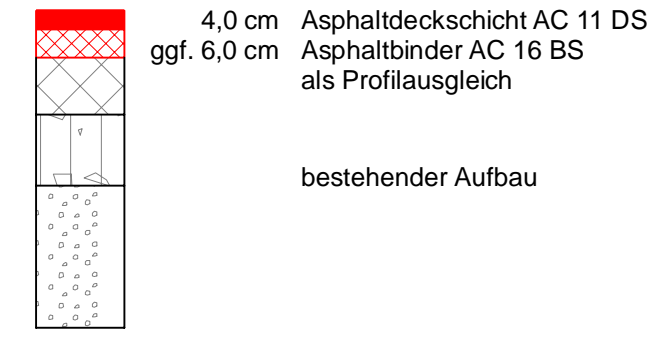 4,0 cm Asphaltdeckschicht AC 11 DS
ggf. 6,0 cm Asphaltbinder AC 16 BS
als Profilausgleich
bestehender Aufbau